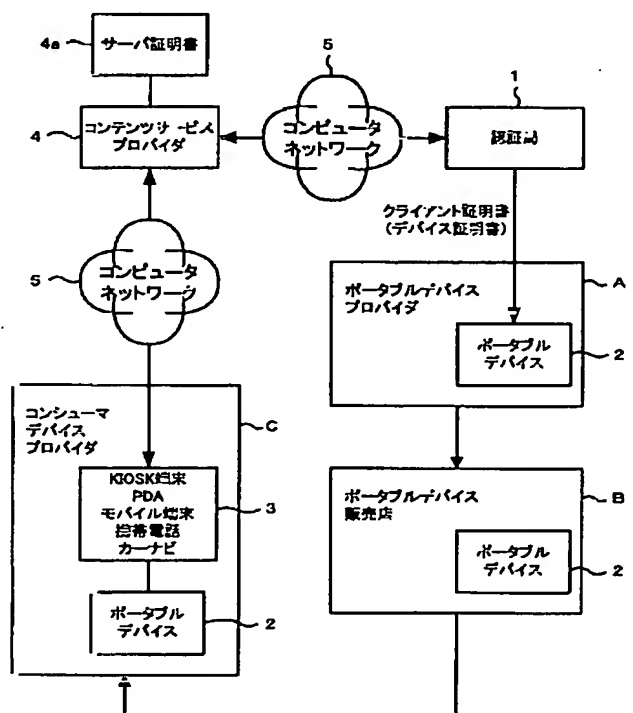 4a
サーバ証明書
5
1
4
コンテンツサービス
プロバイダ
コンピュータ
ネットワーク
認証局
クライアント証明書
(デバイス証明書)
5
コンピュータ
ネットワーク
A
ポータブルデバイス
プロバイダ
ポータブル
デバイス
2
コンシューマ
デバイス
プロバイダ
C
KIOSK端末
PDA
モバイル端末
携帯電話
カーナビ
3
ポータブル
デバイス
2
B
ポータブルデバイス
販売店
ポータブル
デバイス
2